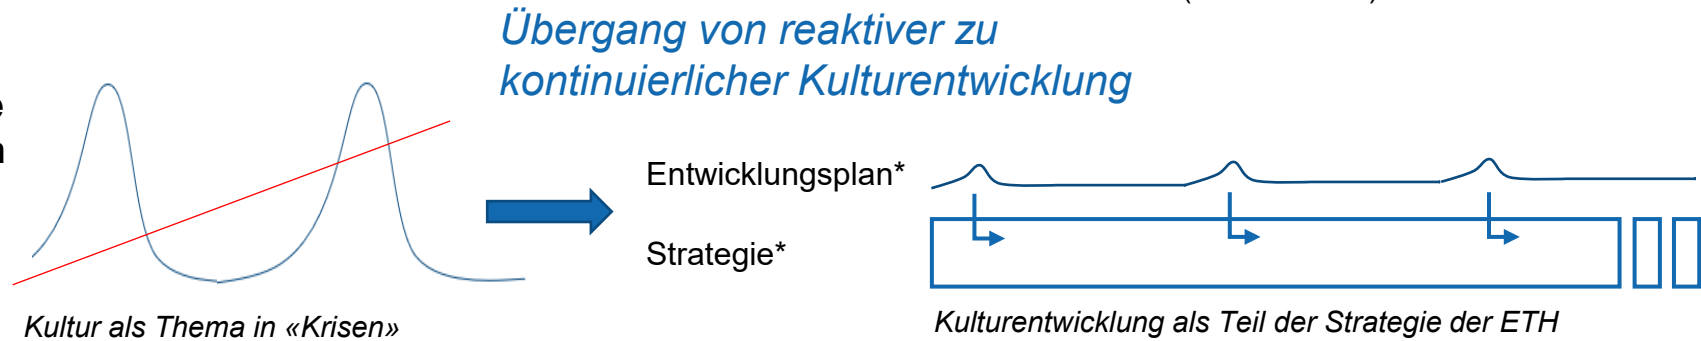 Übergang von reaktiver zu
kontinuierlicher Kulturentwicklung
Entwicklungsplan*
Strategie*
Kultur als Thema in «Krisen»
Kulturentwicklung als Teil der Strategie der ETH